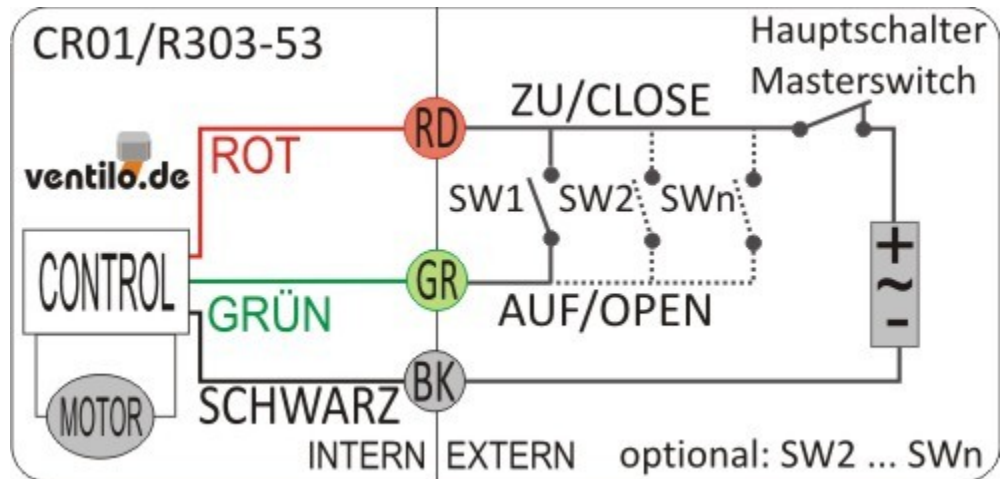 CR01/R303-53
Hauptschalter
Masterswitch
ZU/CLOSE
RD
ROT
ventilo.de
SW1 SW2 SWn
CONTROL
+
~
-
GR
GRÜN
AUF/OPEN
BK
SCHWARZ
MOTOR
INTERN EXTERN
optional: SW2 ... SWn